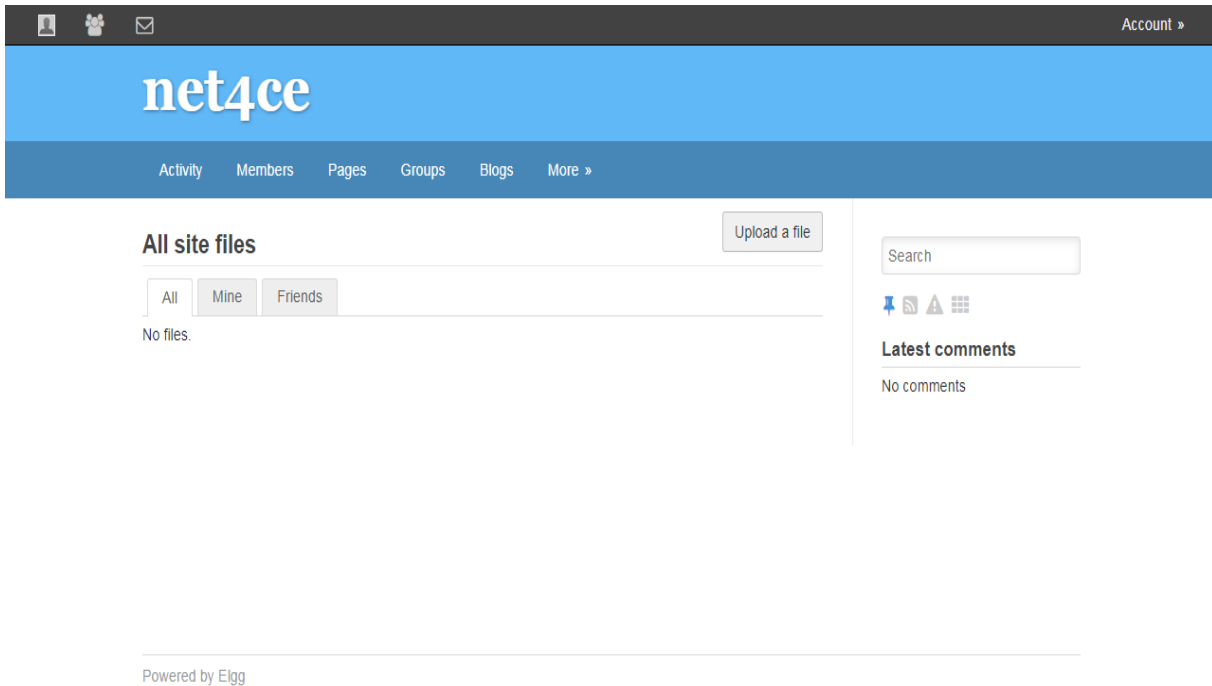 Account »
net4ce
Activity Members Pages Groups Blogs More »
All site files
Upload a file
All Mine Friends
No files.
Search
Latest comments
No comments
Powered by Elgg